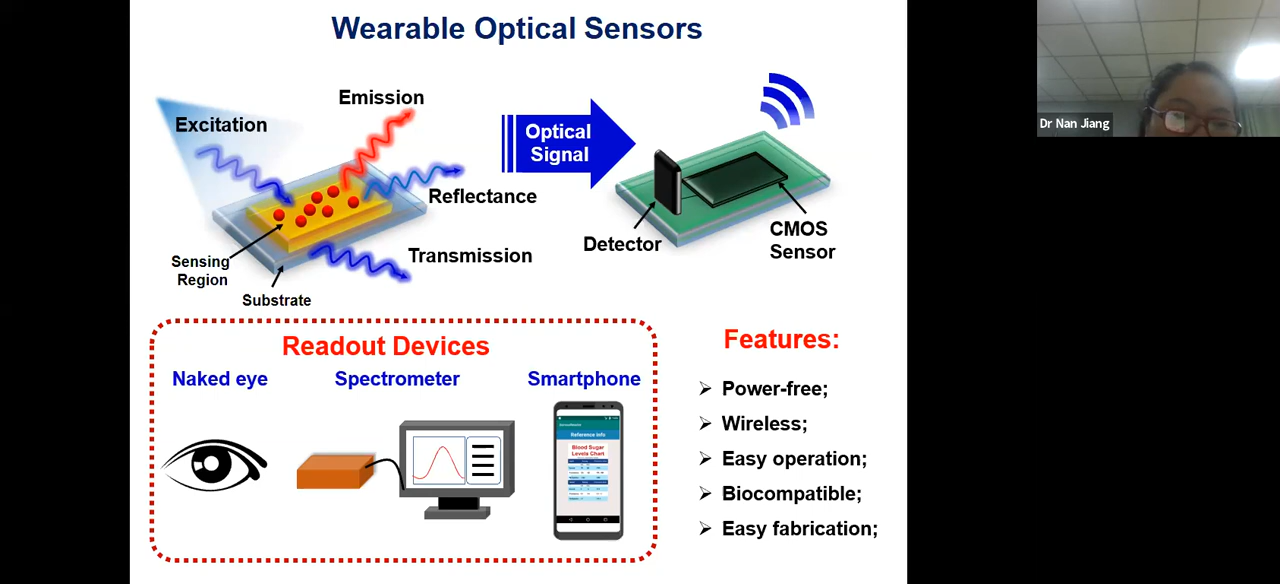 Wearable Optical Sensors
Dr Nan Jiang
Excitation
Emission
Optical
Signal
Reflectance
Transmission
Sensing
Region
Substrate
Detector
CMOS
Sensor
Readout Devices
Naked eye
Spectrometer
Smartphone
Reference Info
Blood Sugar
Levels Chart
Features:
➢ Power-free;
➢ Wireless;
➢ Easy operation;
➢ Biocompatible;
➢ Easy fabrication;